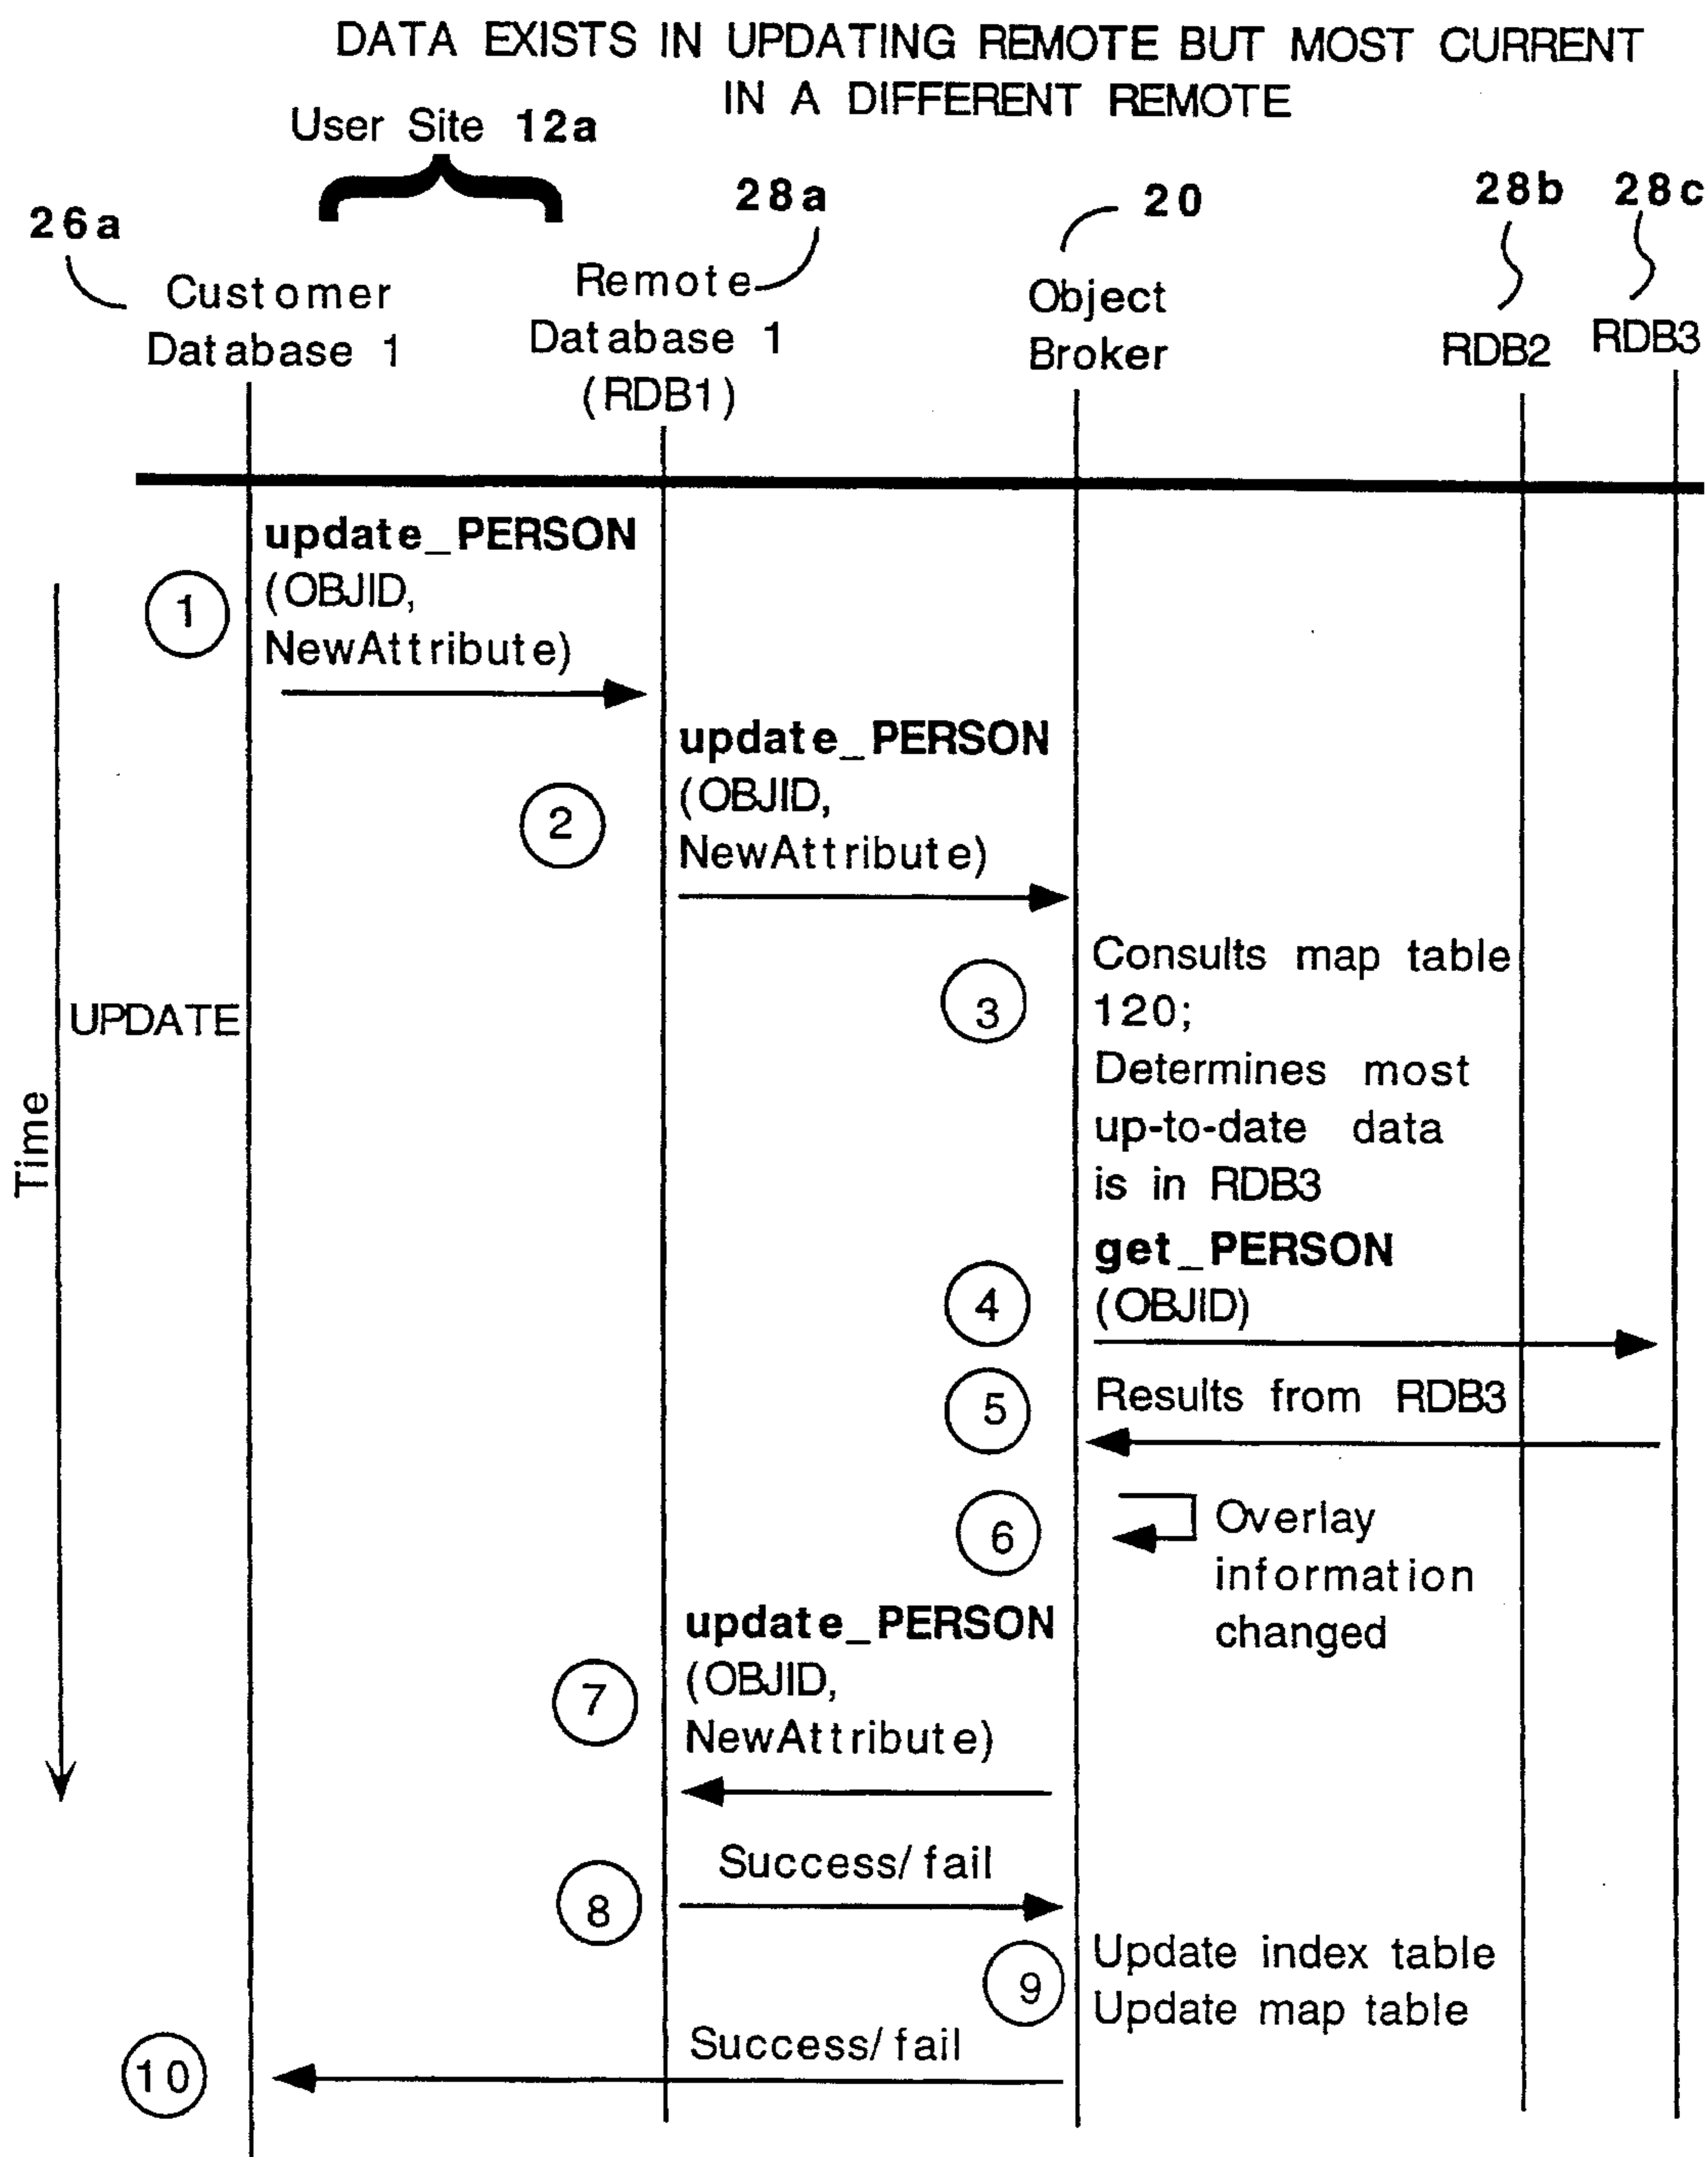 DATA EXISTS IN UPDATING REMOTE BUT MOST CURRENT
IN A DIFFERENT REMOTE
User Site 12a
26a
28a
20
28b
28c
Customer
Database 1
Remote
Database 1
(RDB1)
Object
Broker
RDB2
RDB3
1
update_PERSON
(OBJID,
NewAttribute)
2
update_PERSON
(OBJID,
NewAttribute)
UPDATE
Time
3
Consults map table
120;
Determines most
up-to-date data
is in RDB3
4
get_PERSON
(OBJID)
5
Results from RDB3
6
Overlay
information
changed
7
update_PERSON
(OBJID,
NewAttribute)
8
Success/fail
9
Update index table
Update map table
10
Success/fail